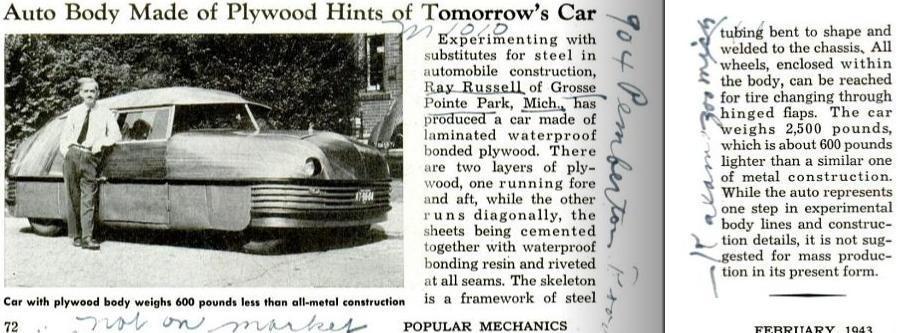 Auto Body Made of Plywood Hints of Tomorrow's Car
Experimenting with
substitutes for steel in
automobile construction,
Ray Russell of Grosse
Pointe Park, Mich., has
produced a car made of
laminated waterproof
bonded plywood. There
are two layers of ply-
wood, one running fore
and aft, while the other
runs diagonally, the
sheets being cemented
together with waterproof
bonding resin and riveted
at all seams. The skeleton
is a framework of steel
Car with plywood body weighs 600 pounds less than all-metal construction
72
not on market
POPULAR MECHANICS
904 Pemberton
tubing bent to shape and
welded to the chassis. All
wheels, enclosed within
the body, can be reached
for tire changing through
hinged flaps. The car
weighs 2,500 pounds,
which is about 600 pounds
lighter than a similar one
of metal construction.
While the auto represents
one step in experimental
body lines and construc-
tion details, it is not sug-
gested for mass produc-
tion in its present form.
FEBRUARY 1943